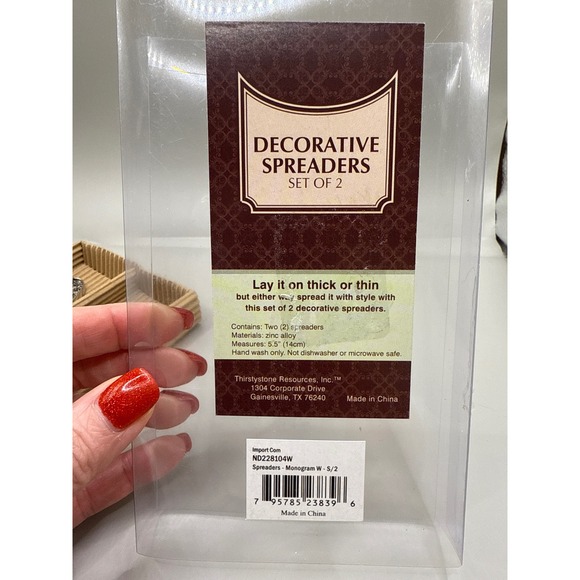 DECORATIVE
SPREADERS
SET OF 2
Lay it on thick or thin
but either way spread it with style with
this set of 2 decorative spreaders.
Contains: Two (2) spreaders
Materials: zinc alloy
Measures: 5.5" (14cm)
Hand wash only. Not dishwasher or microwave safe.
Thirstystone Resources, Inc.™
1304 Corporate Drive
Gainesville, TX 76240 Made in China
Import Com
ND228104W
Spreaders - Monogram W - S/2
7 95785 23839 6
Made in China